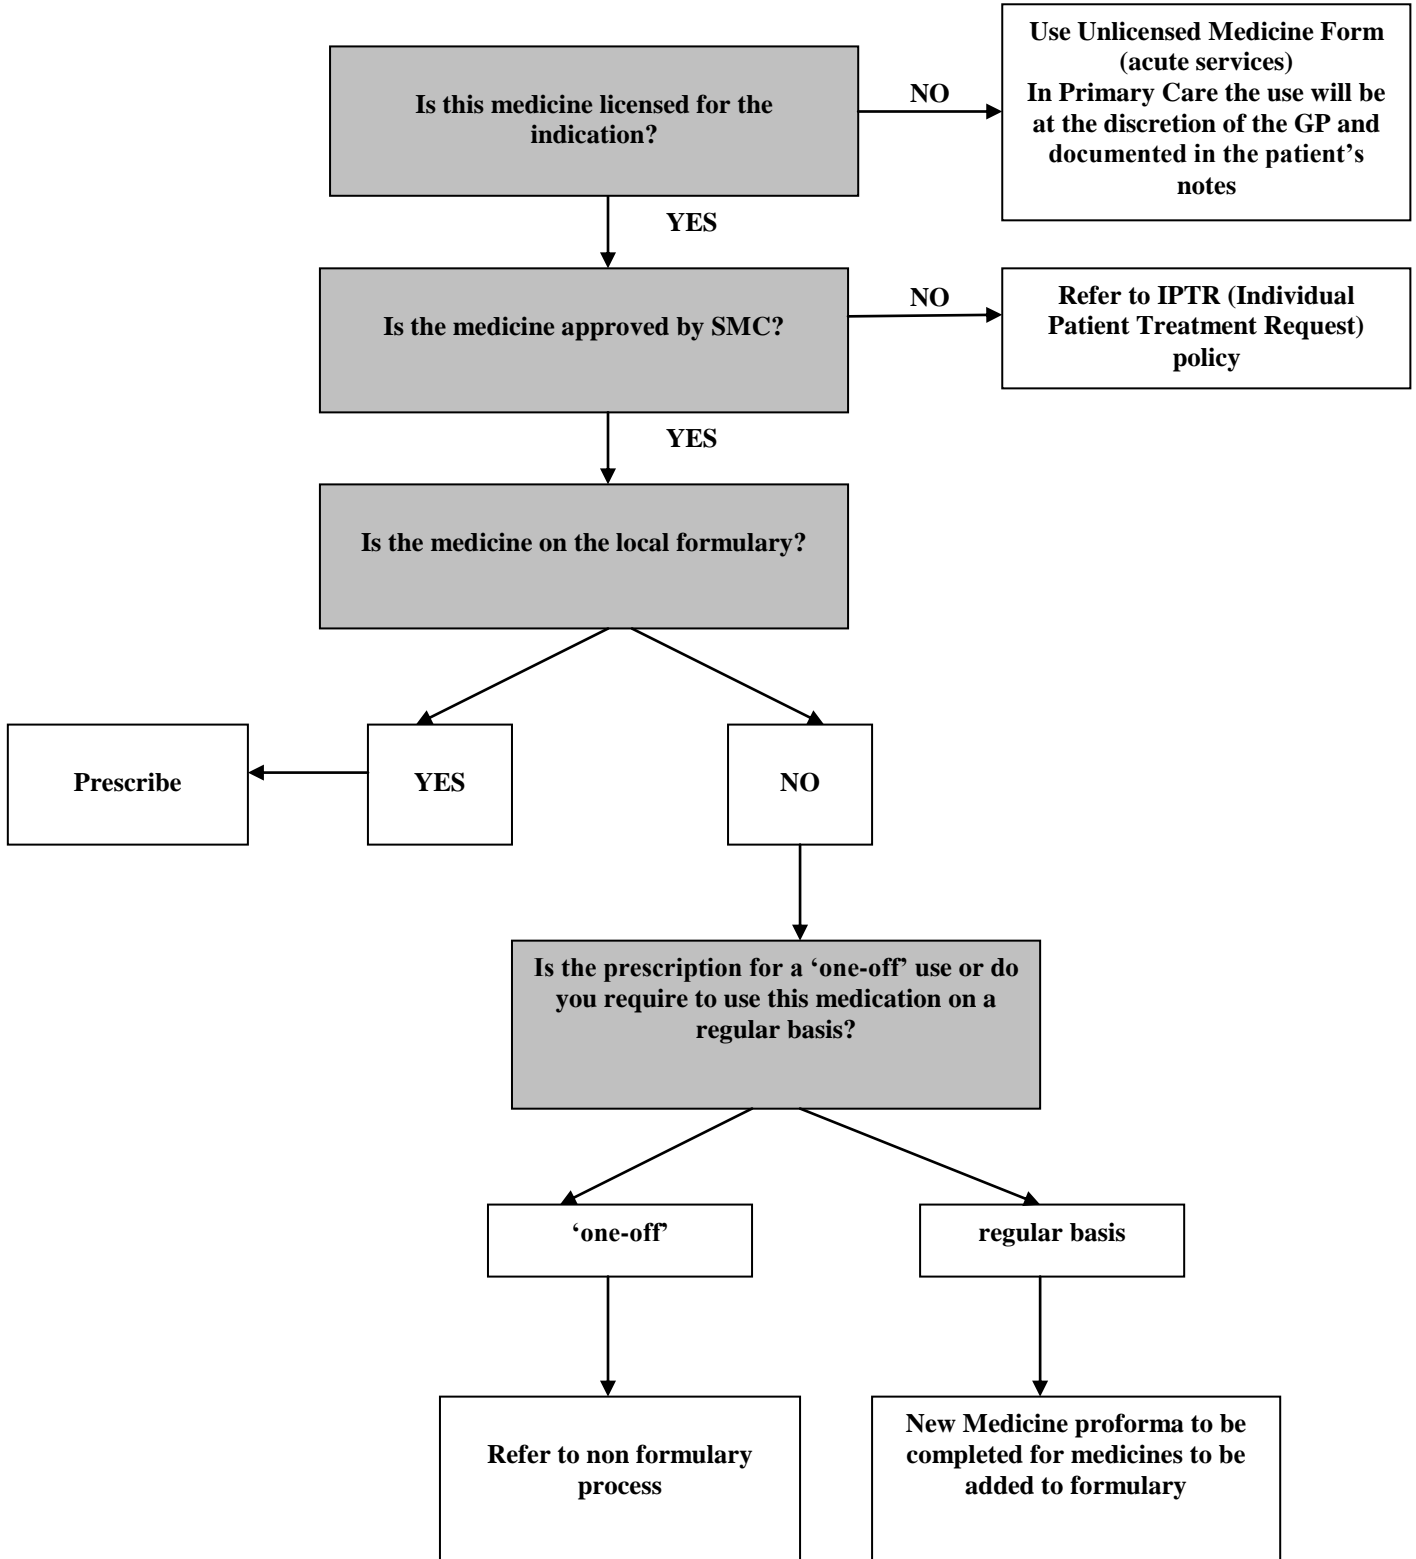 Use Unlicensed Medicine Form
(acute services)
In Primary Care the use will be
at the discretion of the GP and
documented in the patient’s
notes
Is this medicine licensed for the
indication?
NO
YES
Is the medicine approved by SMC?
NO
Refer to IPTR (Individual
Patient Treatment Request)
policy
YES
Is the medicine on the local formulary?
Prescribe
YES
NO
Is the prescription for a ‘one-off’ use or do
you require to use this medication on a
regular basis?
‘one-off’
regular basis
Refer to non formulary
process
New Medicine proforma to be
completed for medicines to be
added to formulary